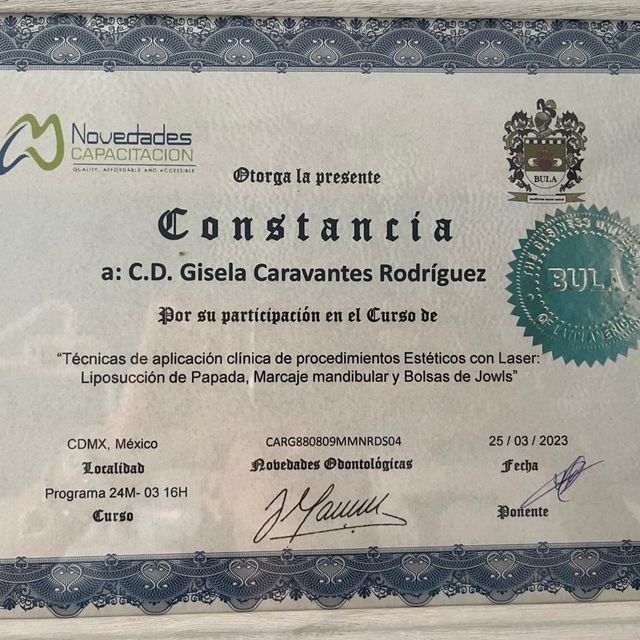 Novedades
CAPACITACION
QUALITY, AFFORDABLE AND ACCESSIBLE
BULA
Otorga la presente
Constancia
a: C.D. Gisela Caravantes Rodríguez
BULA
Por su participación en el Curso de
“Técnicas de aplicación clínica de procedimientos Estéticos con Laser:
Liposucción de Papada, Marcaje mandibular y Bolsas de Jowls”
CDMX, México
CARG880809MMNRDS04
25 / 03 / 2023
Localidad
Novedades Odontológicas
Fecha
Programa 24M- 03 16H
Curso
Ponente